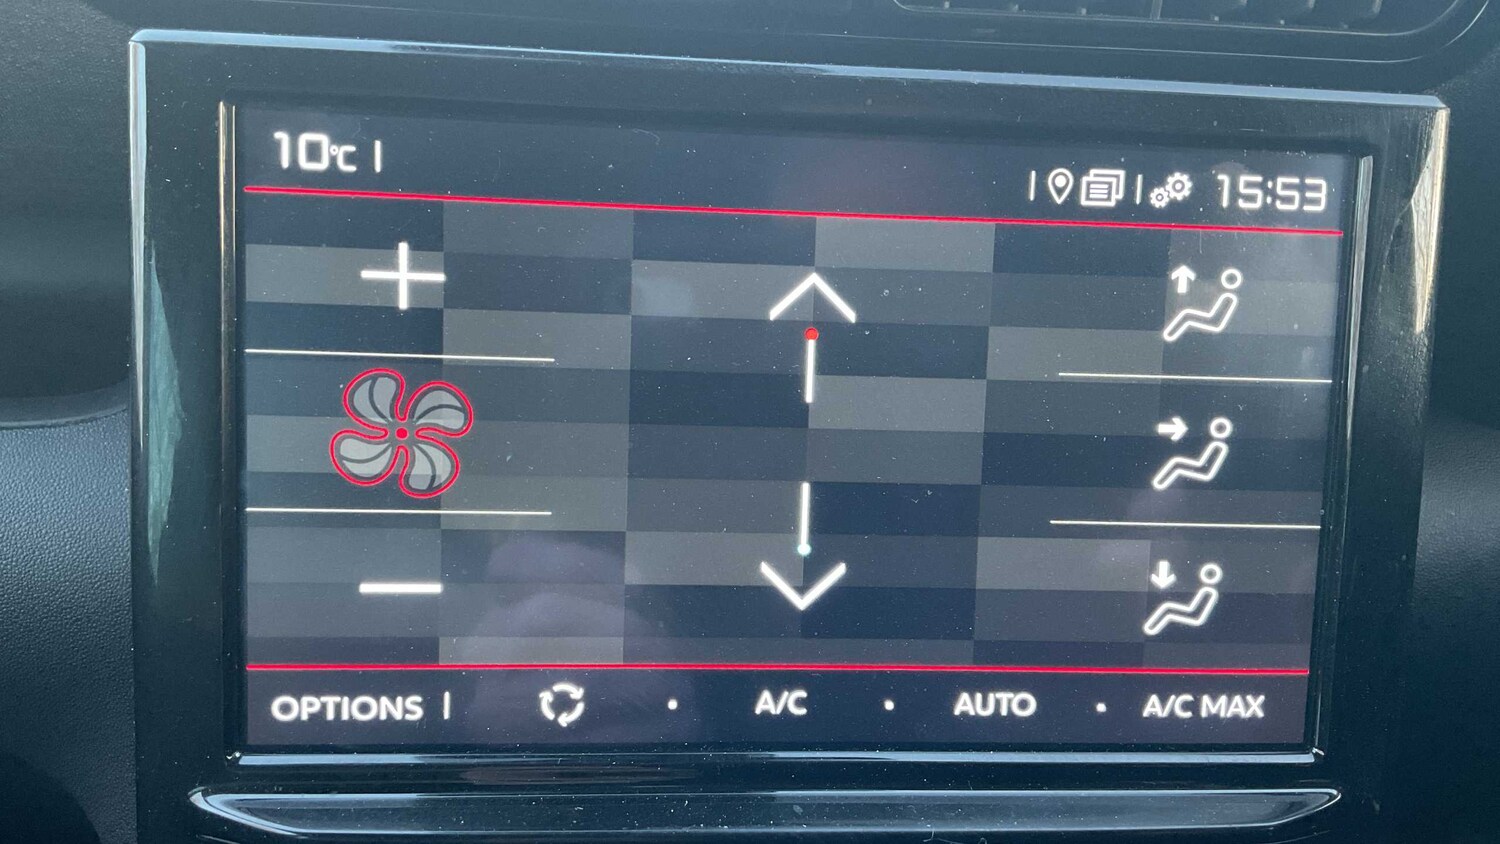 10°C
15:53
OPTIONS A/C AUTO A/C MAX